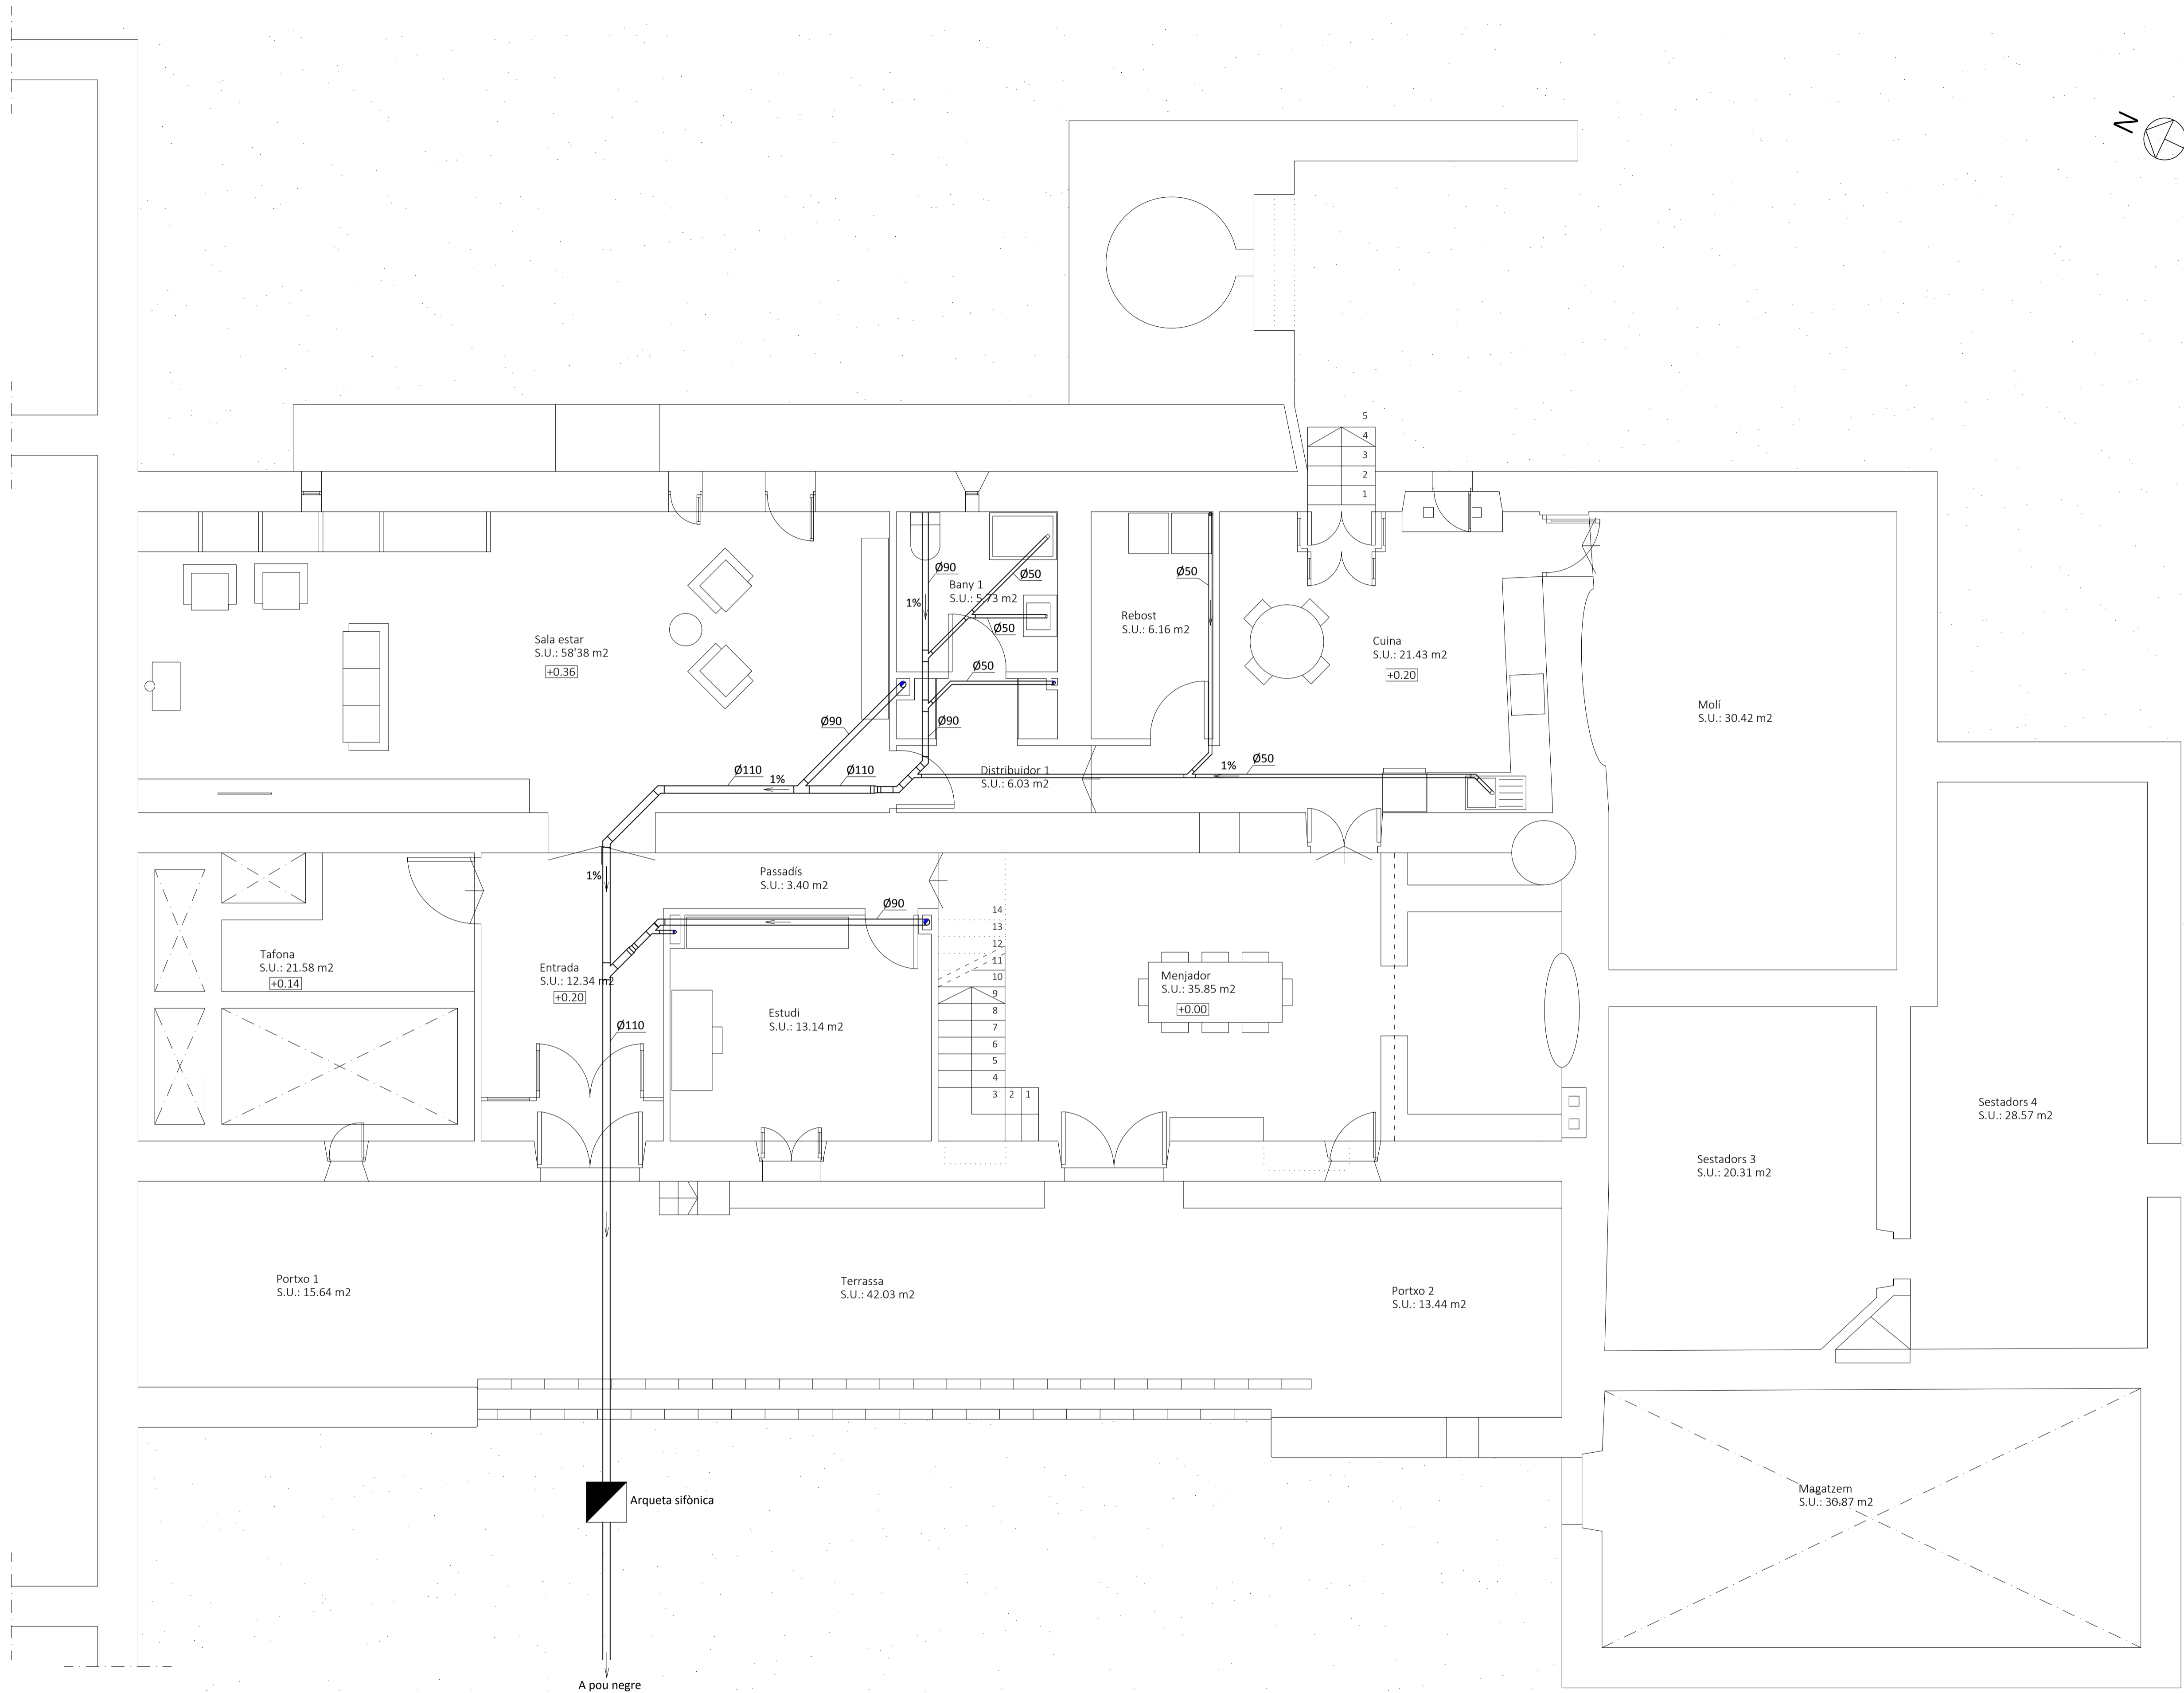 N
5
4
3
2
1
Ø90
Ø50
Ø50
Bany 1
S.U.: 5.73 m2
1%
Ø50
Rebost
S.U.: 6.16 m2
Sala estar
S.U.: 58'38 m2
+0.36
Cuina
S.U.: 21.43 m2
+0.20
Ø50
Molí
S.U.: 30.42 m2
Ø90
Ø90
Ø110
1%
Ø110
Distribuidor 1
S.U.: 6.03 m2
1%
Ø50
1%
Passadís
S.U.: 3.40 m2
Ø90
14
13
12
11
10
9
8
7
6
5
4
3 2 1
Tafona
S.U.: 21.58 m2
+0.14
Entrada
S.U.: 12.34 m2
+0.20
Menjador
S.U.: 35.85 m2
+0.00
Estudi
S.U.: 13.14 m2
Ø110
Sestadors 4
S.U.: 28.57 m2
Sestadors 3
S.U.: 20.31 m2
Portxo 1
S.U.: 15.64 m2
Terrassa
S.U.: 42.03 m2
Portxo 2
S.U.: 13.44 m2
Arqueta sifònica
Magatzem
S.U.: 30.87 m2
A pou negre